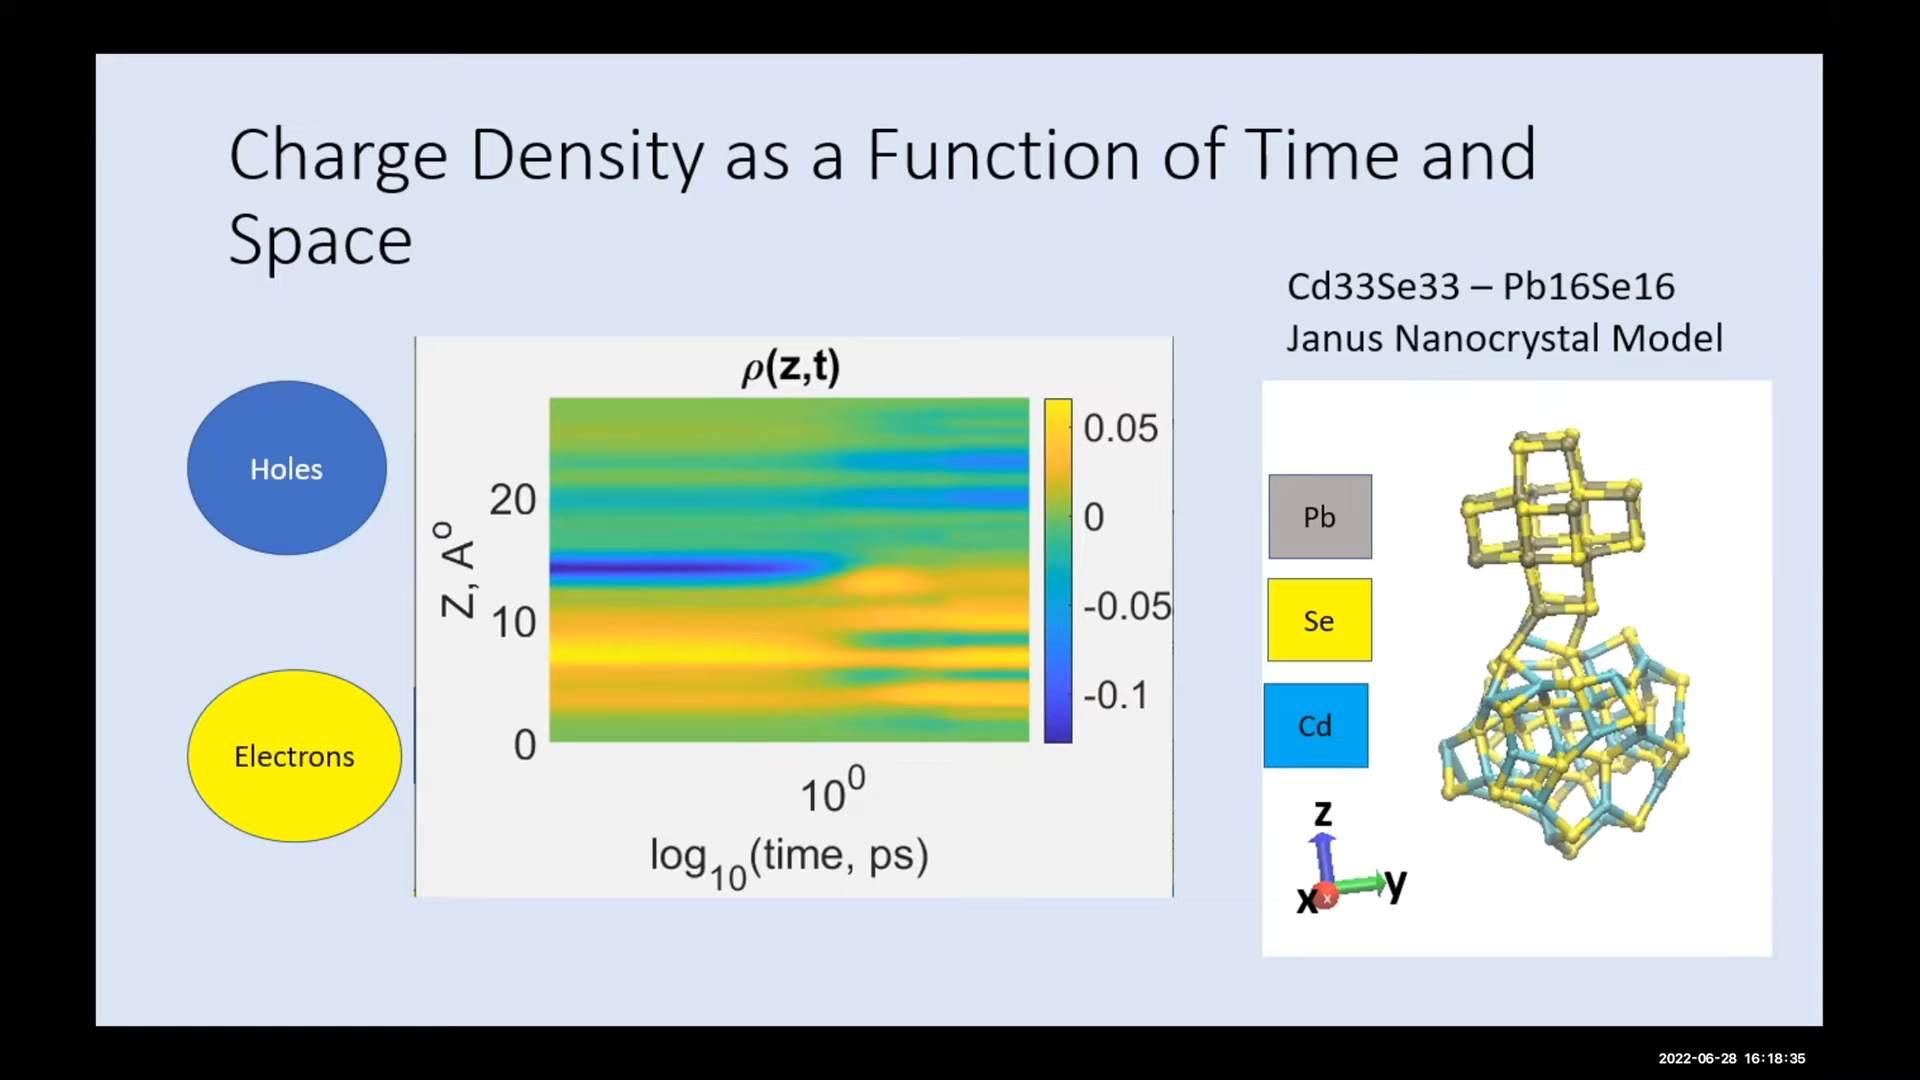 Charge Density as a Function of Time and
Space
Cd33Se33 – Pb16Se16
Janus Nanocrystal Model
Holes
Electrons
ρ(z,t)
Z, A⁰
20
10
0
10⁰
log₁₀(time, ps)
0.05
0
-0.05
-0.1
Pb
Se
Cd
z
y
x
x
2022-06-28 16:18:35